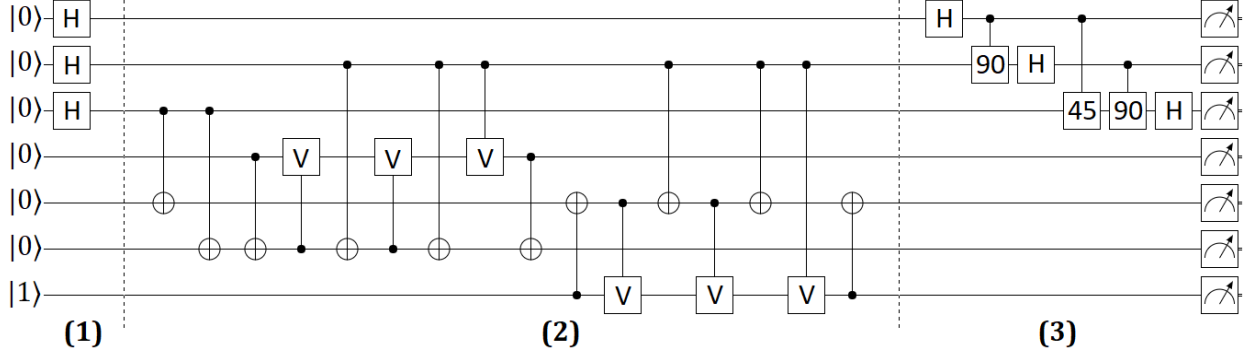 |0⟩ H H
|0⟩ H 90 H
|0⟩ H 45 90 H
|0⟩ V V V
|0⟩
|0⟩
|1⟩ V V V
(1) (2) (3)